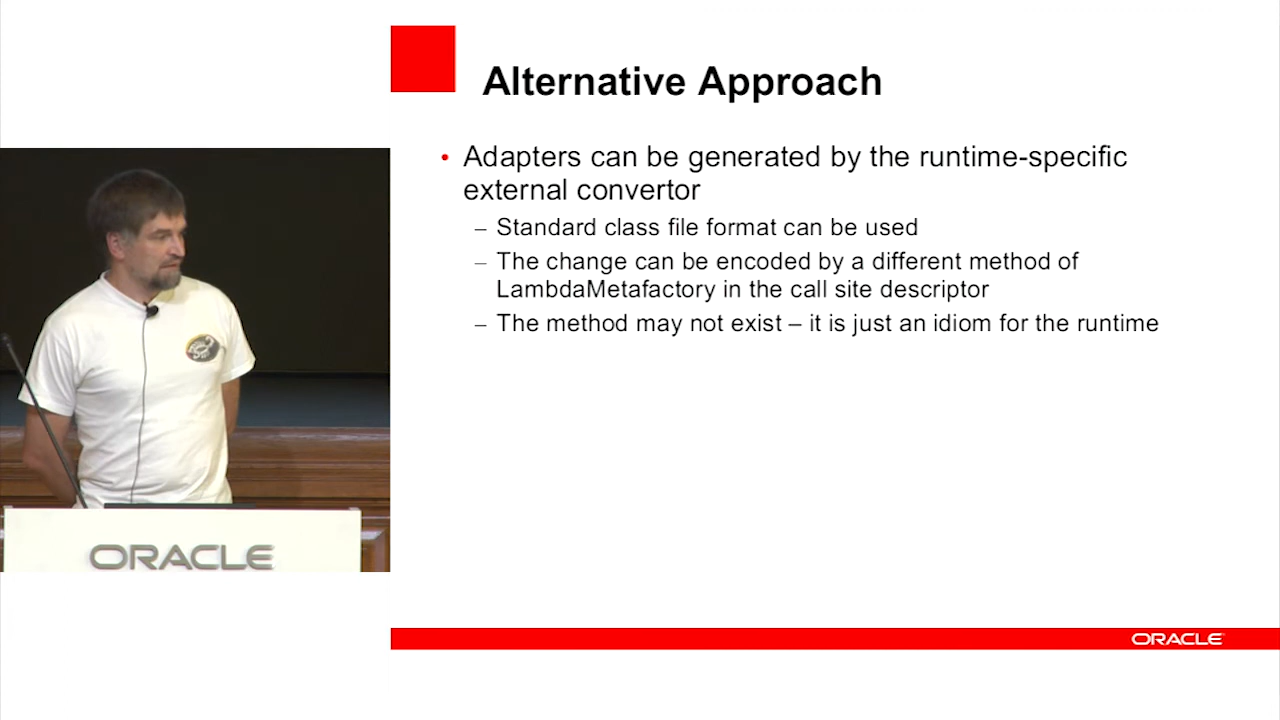 Alternative Approach
• Adapters can be generated by the runtime-specific
external convertor
– Standard class file format can be used
– The change can be encoded by a different method of
LambdaMetafactory in the call site descriptor
– The method may not exist – it is just an idiom for the runtime
ORACLE
ORACLE